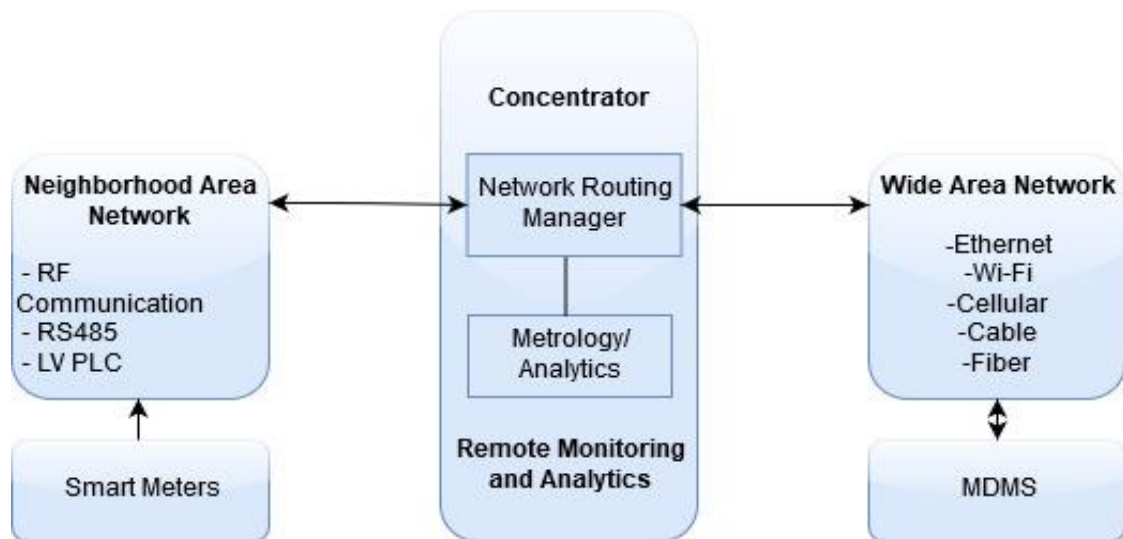 Neighborhood Area
Network
- RF
Communication
- RS485
- LV PLC
Smart Meters
Concentrator
Network Routing
Manager
Metrology/
Analytics
Remote Monitoring
and Analytics
Wide Area Network
-Ethernet
-Wi-Fi
-Cellular
-Cable
-Fiber
MDMS